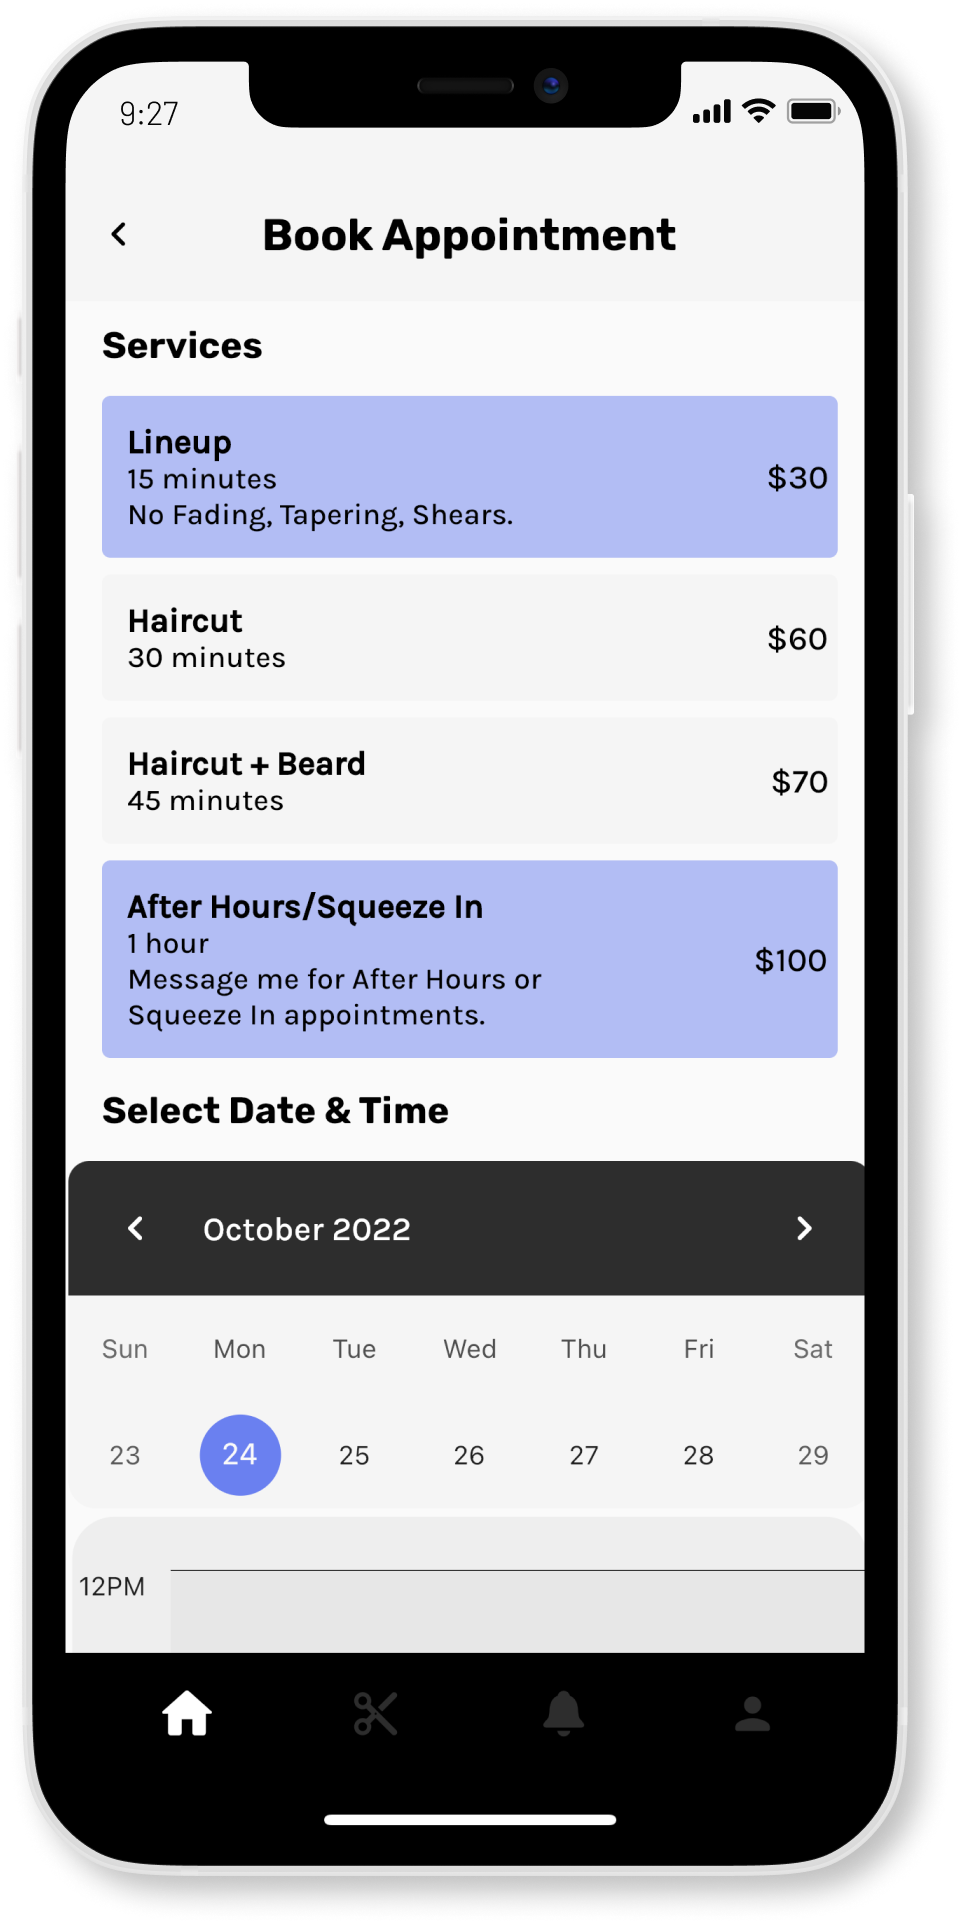 9:27
Book Appointment
Services
Lineup
15 minutes
$30
No Fading, Tapering, Shears.
Haircut
$60
30 minutes
Haircut + Beard
$70
45 minutes
After Hours/Squeeze In
1 hour
$100
Message me for After Hours or
Squeeze In appointments.
Select Date & Time
October 2022
Sun Mon Tue Wed Thu Fri Sat
23 24 25 26 27 28 29
12PM